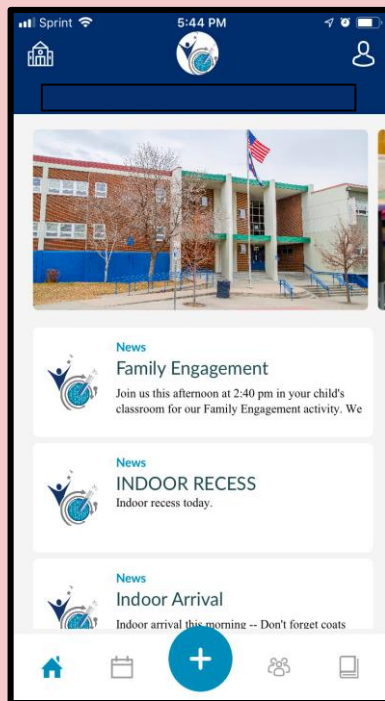 Sprint 5:44 PM
News
Family Engagement
Join us this afternoon at 2:40 pm in your child's
classroom for our Family Engagement activity. We
News
INDOOR RECESS
Indoor recess today.
News
Indoor Arrival
Indoor arrival this morning -- Don't forget coats